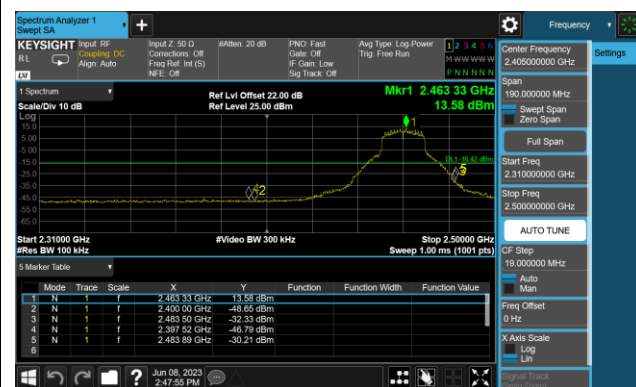 Spectrum Analyzer 1
Swept SA
+
Frequency
KEYSIGHT
RL
LXI
Input: RF
Coupling: DC
Align: Auto
Input Z: 50 Ω
Corrections: Off
Freq Ref: Int (S)
NFE: Off
#Atten: 20 dB
PNO: Fast
Gate: Off
IF Gain: Low
Sig Track: Off
Avg Type: Log-Power
Trig: Free Run
1 2 3 4 5 6
M W W W W W
P N N N N N
Center Frequency
2.405000000 GHz
Settings
1 Spectrum
Scale/Div 10 dB
Ref Lvl Offset 22.00 dB
Ref Level 25.00 dBm
Mkr1 2.463 33 GHz
13.58 dBm
Span
190.000000 MHz
Swept Span
Zero Span
Full Span
Log
15.0
5.00
-5.00
-15.0
-25.0
-35.0
-45.0
-55.0
-65.0
1
DL1 -16.42 dBm
5
42
Start Freq
2.310000000 GHz
Stop Freq
2.500000000 GHz
AUTO TUNE
Start 2.31000 GHz
#Res BW 100 kHz
#Video BW 300 kHz
Stop 2.50000 GHz
Sweep 1.00 ms (1001 pts)
CF Step
19.000000 MHz
Auto
Man
5 Marker Table
Mode Trace Scale X Y Function Function Width Function Value
1 N 1 f 2.463 33 GHz 13.58 dBm
2 N 1 f 2.400 00 GHz -48.65 dBm
3 N 1 f 2.483 50 GHz -32.33 dBm
4 N 1 f 2.397 52 GHz -46.79 dBm
5 N 1 f 2.483 89 GHz -30.21 dBm
6
Freq Offset
0 Hz
X Axis Scale
Log
Lin
Signal Track
(Span Zoom)
?
Jun 08, 2023
2:47:55 PM